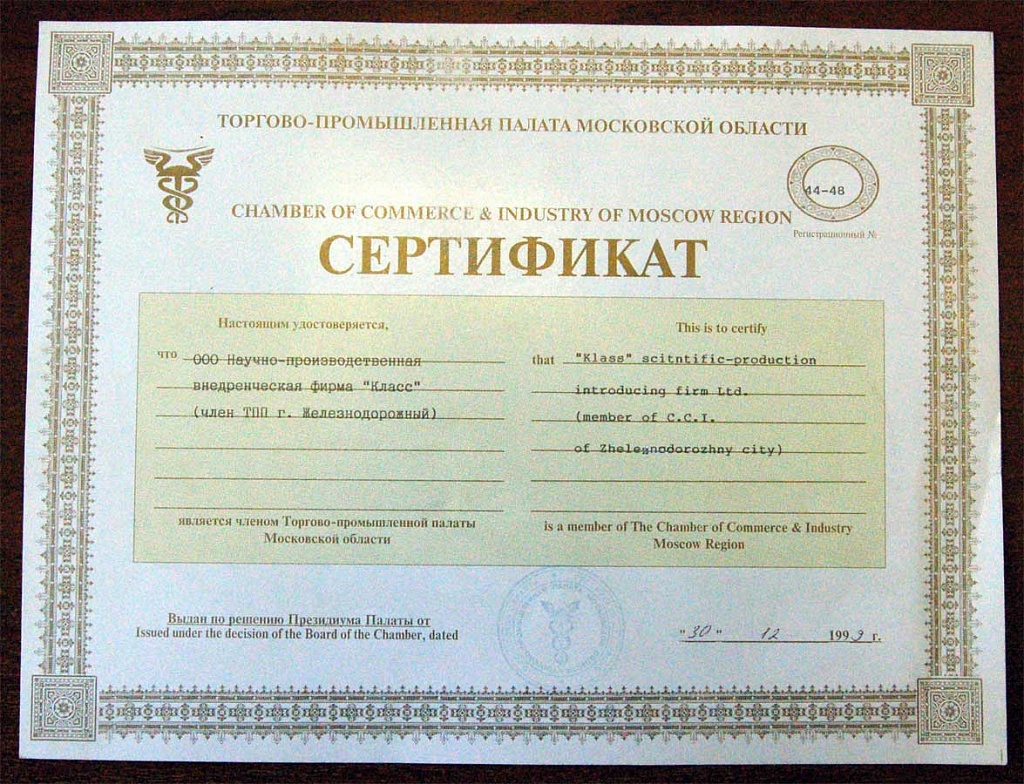 ТОРГОВО-ПРОМЫШЛЕННАЯ ПАЛАТА МОСКОВСКОЙ ОБЛАСТИ
44-48
Регистрационный №
CHAMBER OF COMMERCE & INDUSTRY OF MOSCOW REGION
СЕРТИФИКАТ
Настоящим удостоверяется,
что ООО Научно-производственная
внедренческая фирма "Класс"
(член ТПП г. Железнодорожный)
является членом Торгово-промышленной палаты
Московской области
This is to certify
that "Klass" scitntific-production
introducing firm Ltd.
(member of C.C.I.
of Zhelegnodorozhny city)
is a member of The Chamber of Commerce & Industry
Moscow Region
Выдан по решению Президиума Палаты от
Issued under the decision of the Board of the Chamber, dated
"30" 12 1999 г.